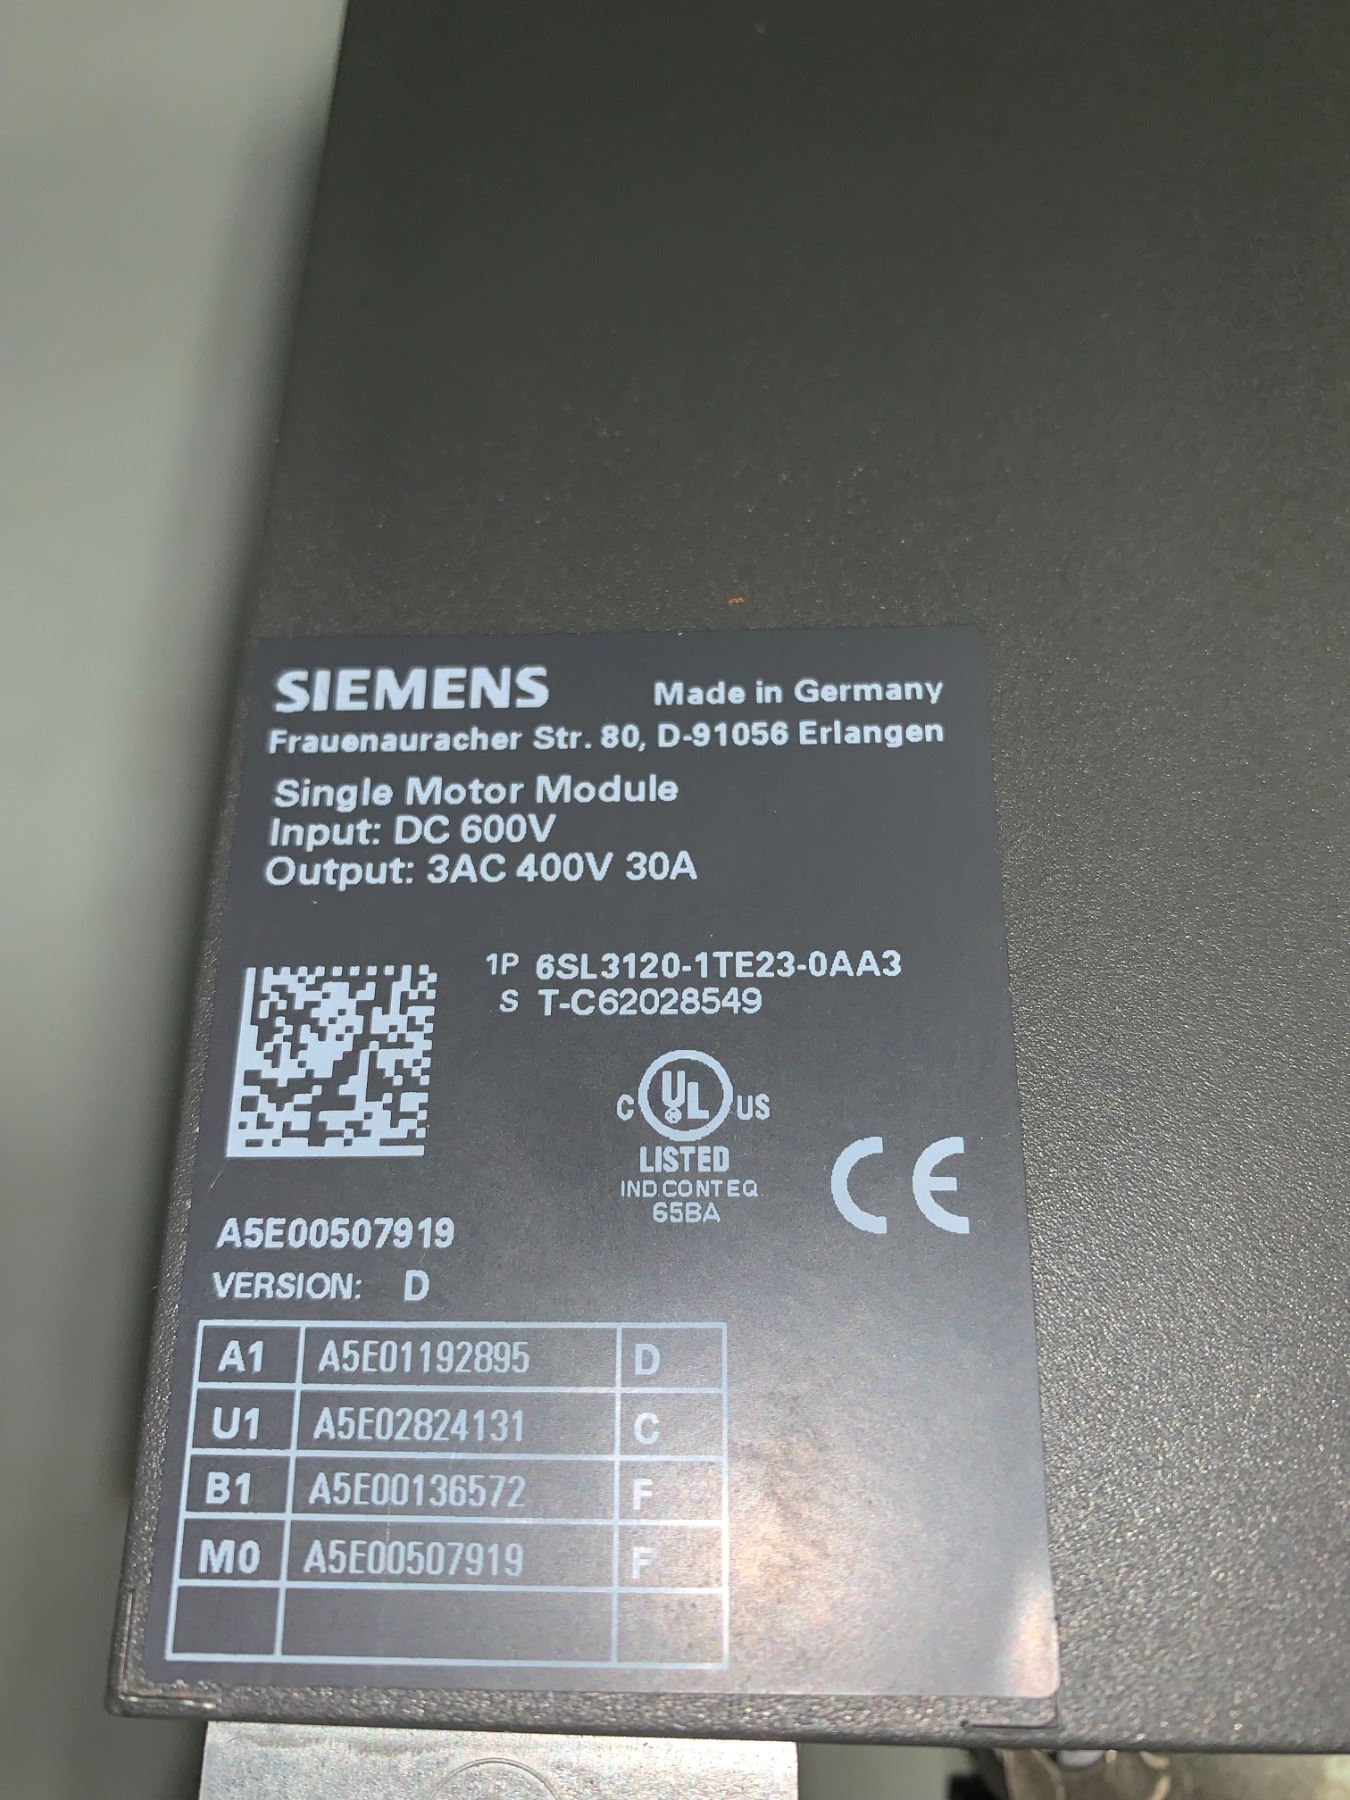 SIEMENS Made in Germany
Frauenauracher Str. 80, D-91056 Erlangen
Single Motor Module
Input: DC 600V
Output: 3AC 400V 30A
1P 6SL3120-1TE23-0AA3
S T-C62028549
C UL US
LISTED
IND.CONT.EQ
65BA
CE
A5E00507919
VERSION: D
A1 A5E01192895 D
U1 A5E02824131 C
B1 A5E00136572 F
M0 A5E00507919 F